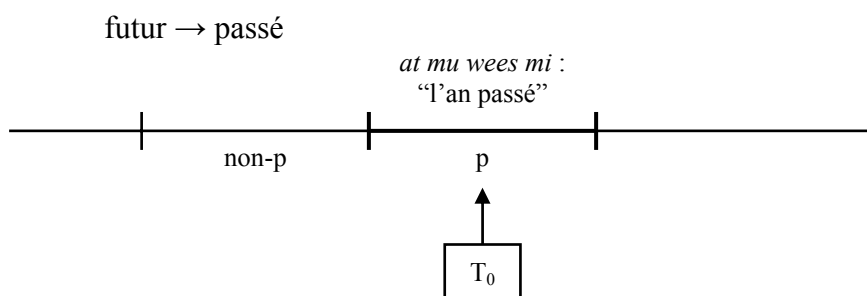 futur → passé
at mu wees mi :
“l’an passé”
non-p
p
T₀